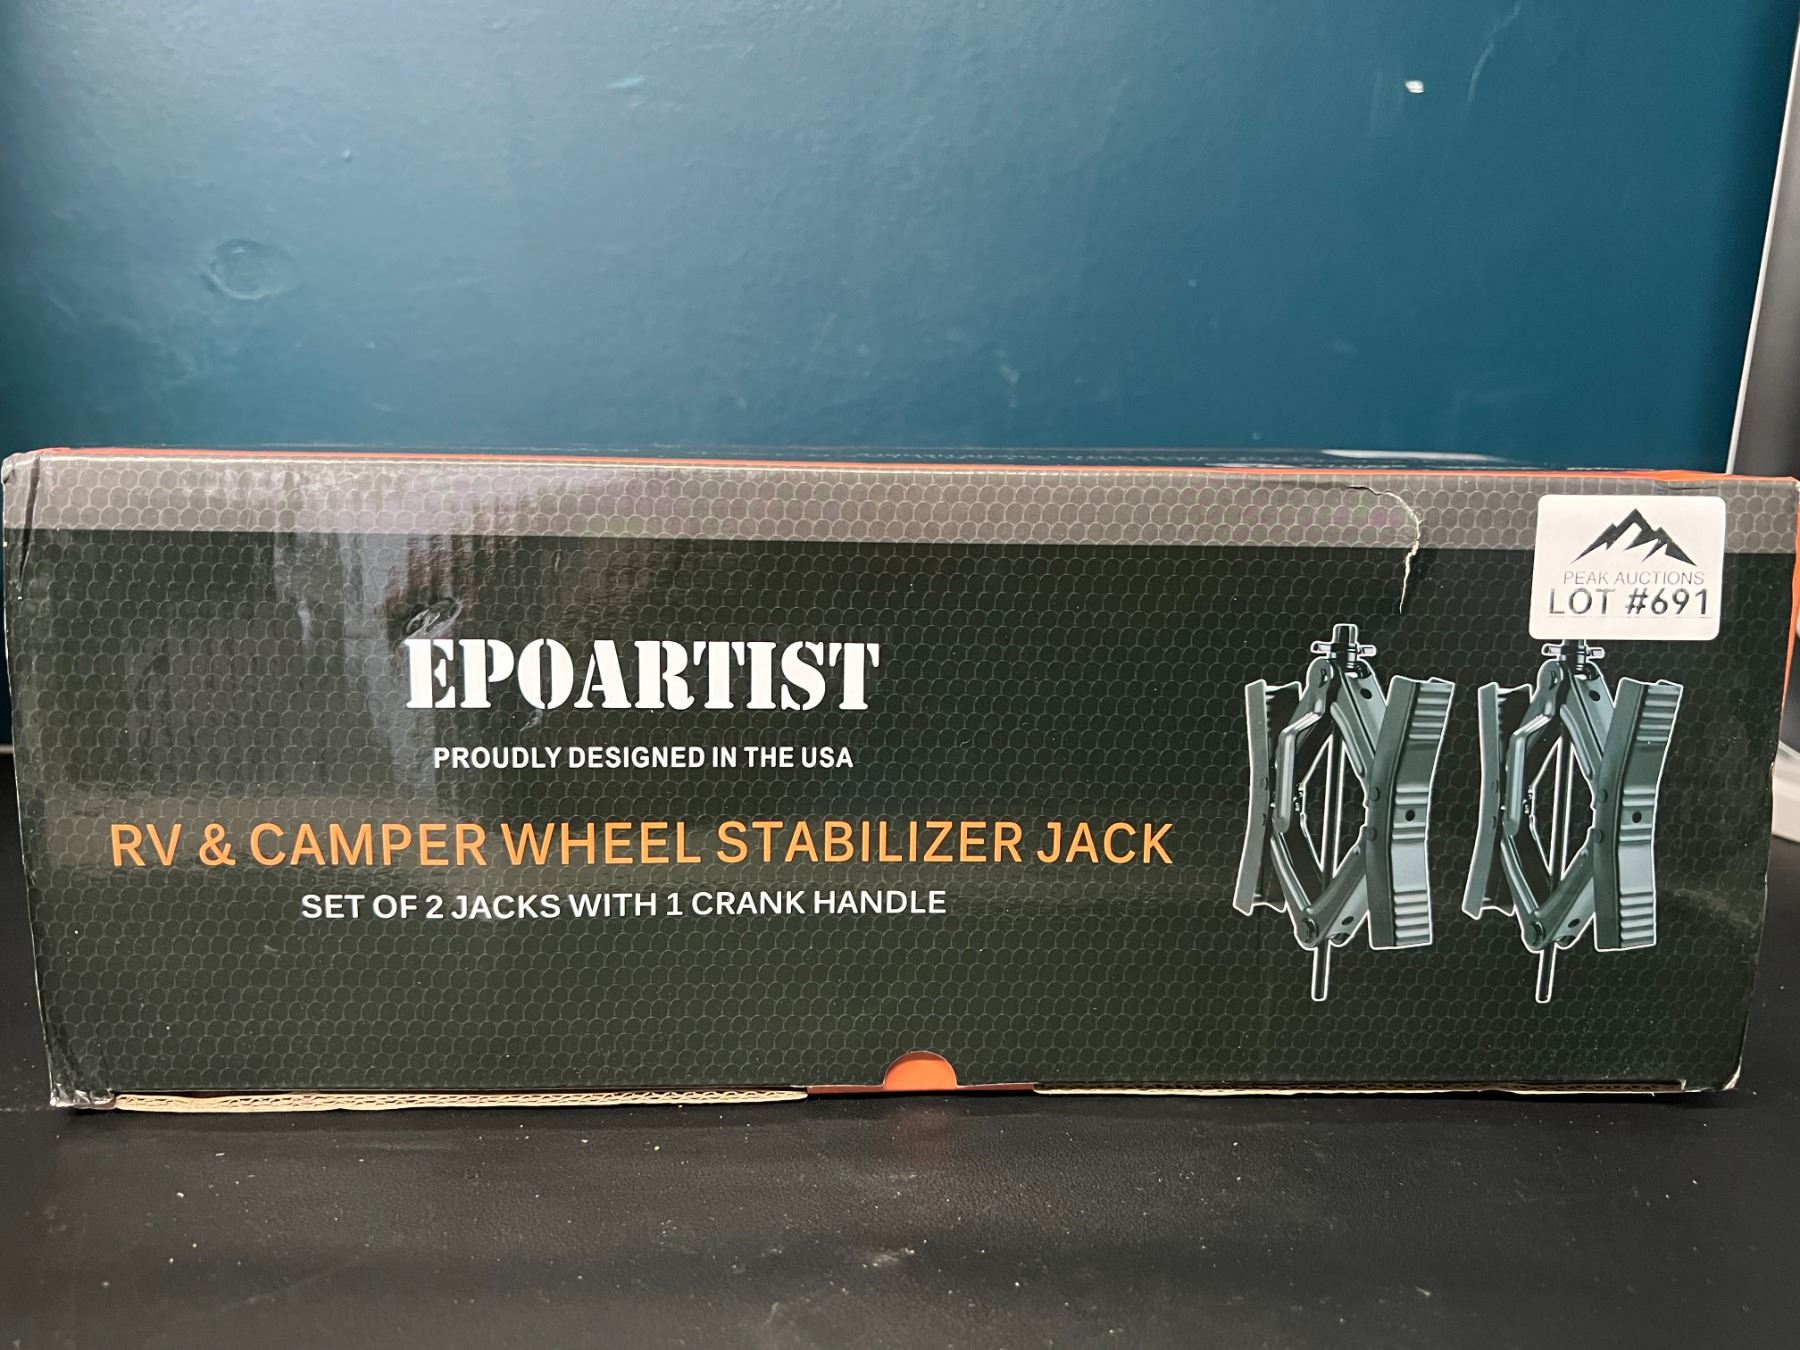 PEAK AUCTIONS
LOT #691
EPOARTIST
PROUDLY DESIGNED IN THE USA
RV & CAMPER WHEEL STABILIZER JACK
SET OF 2 JACKS WITH 1 CRANK HANDLE